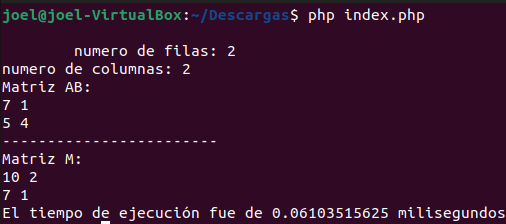 joel@joel-VirtualBox:~/Descargas$ php index.php
numero de filas: 2
numero de columnas: 2
Matriz AB:
7 1
5 4
------------------------
Matriz M:
10 2
7 1
El tiempo de ejecución fue de 0.06103515625 milisegundos